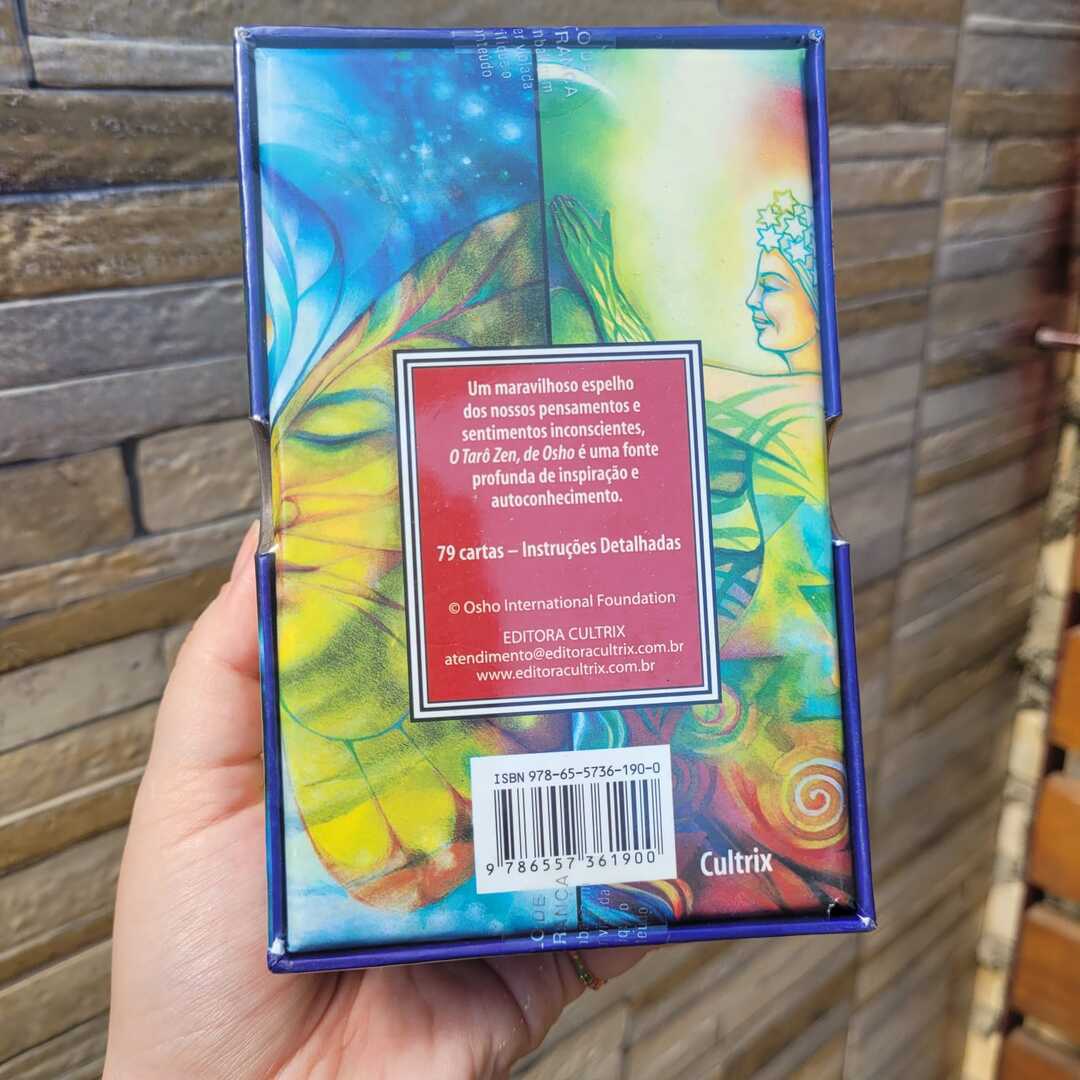 Um maravilhoso espelho
dos nossos pensamentos e
sentimentos inconscientes,
O Tarô Zen, de Osho é uma fonte
profunda de inspiração e
autoconhecimento.
79 cartas – Instruções Detalhadas
© Osho International Foundation
EDITORA CULTRIX
atendimento@editoracultrix.com.br
www.editoracultrix.com.br
ISBN 978-65-5736-190-0
9 786557 361900
Cultrix